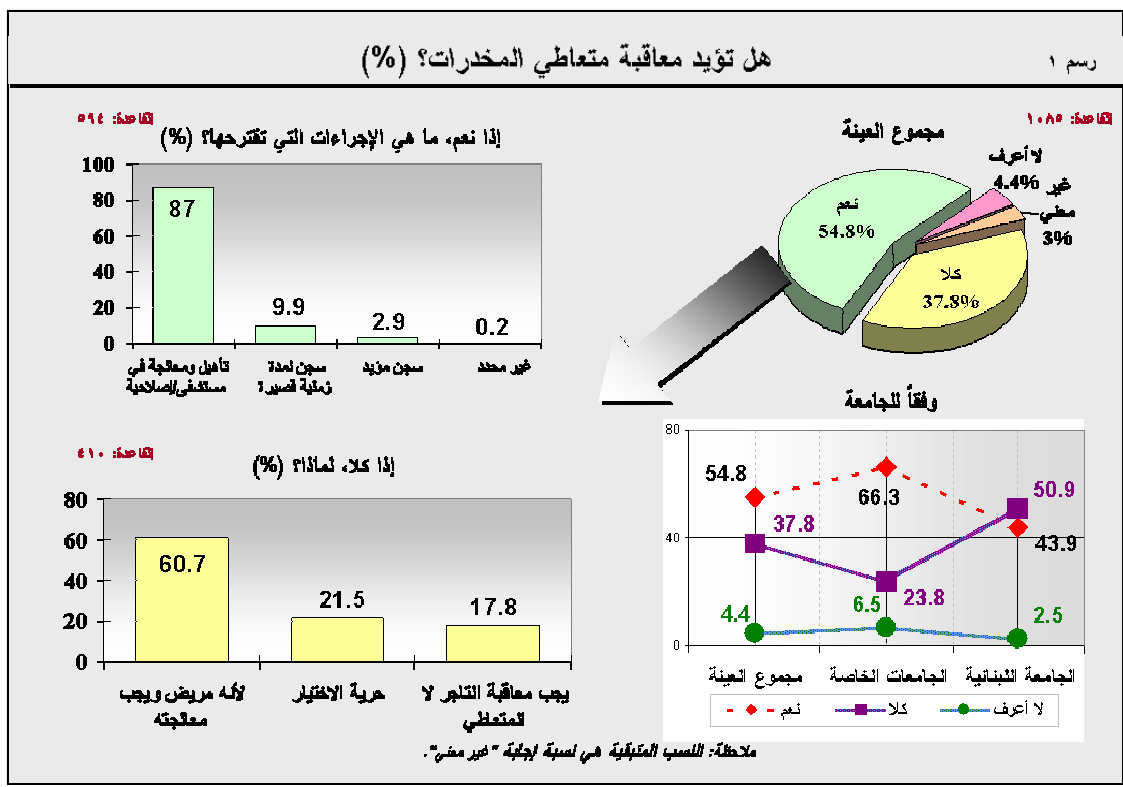 رسم ١
هل تؤيد معاقبة متعاطي المخدرات؟ (%)
القاعدة: ١٠٨٥
مجموع العينة
لا أعرف
4.4%
غير
معني
3%
نعم
54.8%
كلا
37.8%
القاعدة: ٥٩٤
إذا نعم، ما هي الإجراءات التي تقترحها؟ (%)
100
80
60
40
20
0
87
9.9
2.9
0.2
تأهيل ومعالجة في
مستشفى/إصلاحية
سجن لمدة
زمنية قصيرة
سجن مؤبد
غير محدد
وفقاً للجامعة
80
40
0
54.8
66.3
43.9
37.8
23.8
50.9
4.4
6.5
2.5
مجموع العينة
الجامعات الخاصة
الجامعة اللبنانية
نعم
كلا
لا أعرف
القاعدة: ٤١٠
إذا كلا، لماذا؟ (%)
80
60
40
20
0
60.7
21.5
17.8
لأنه مريض ويجب
معالجته
حرية الاختيار
يجب معاقبة التاجر لا
المتعاطي
ملاحظة: النسب المتبقية هي نسبة إجابة "غير معني".